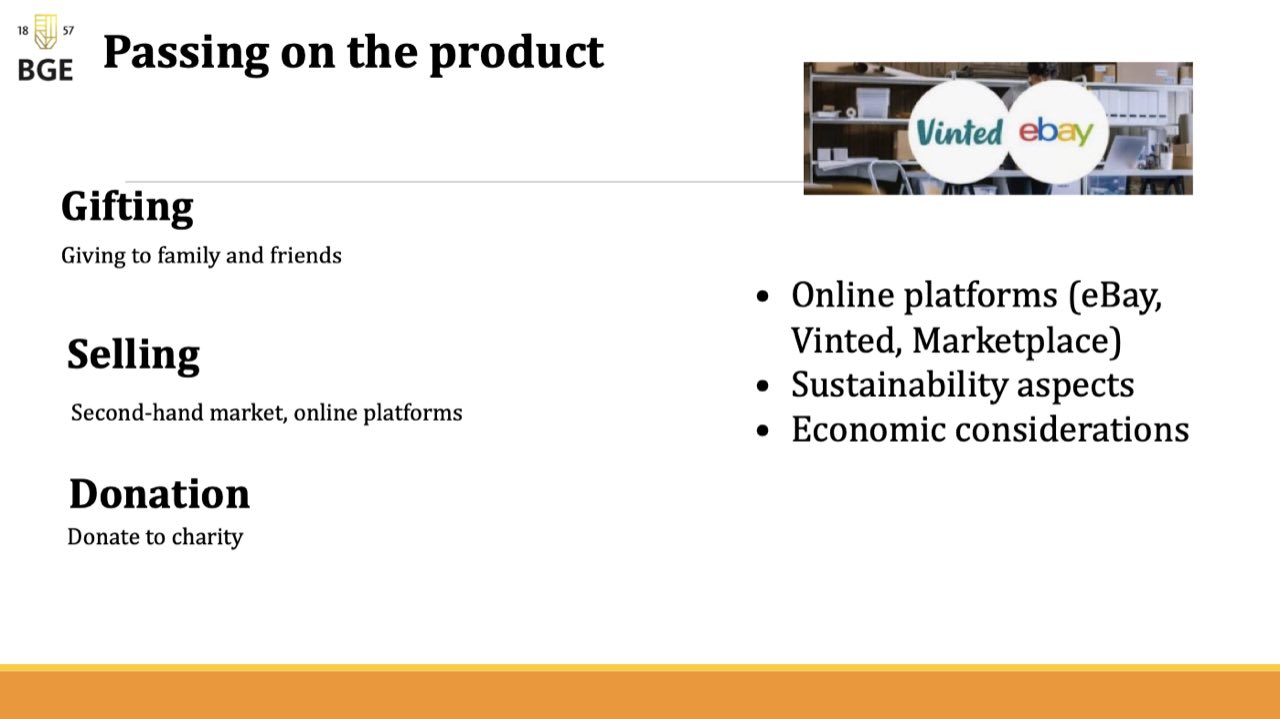 18 57
BGE
Passing on the product
Vinted ebay
Gifting
Giving to family and friends
Selling
Second-hand market, online platforms
Donation
Donate to charity
• Online platforms (eBay,
Vinted, Marketplace)
• Sustainability aspects
• Economic considerations